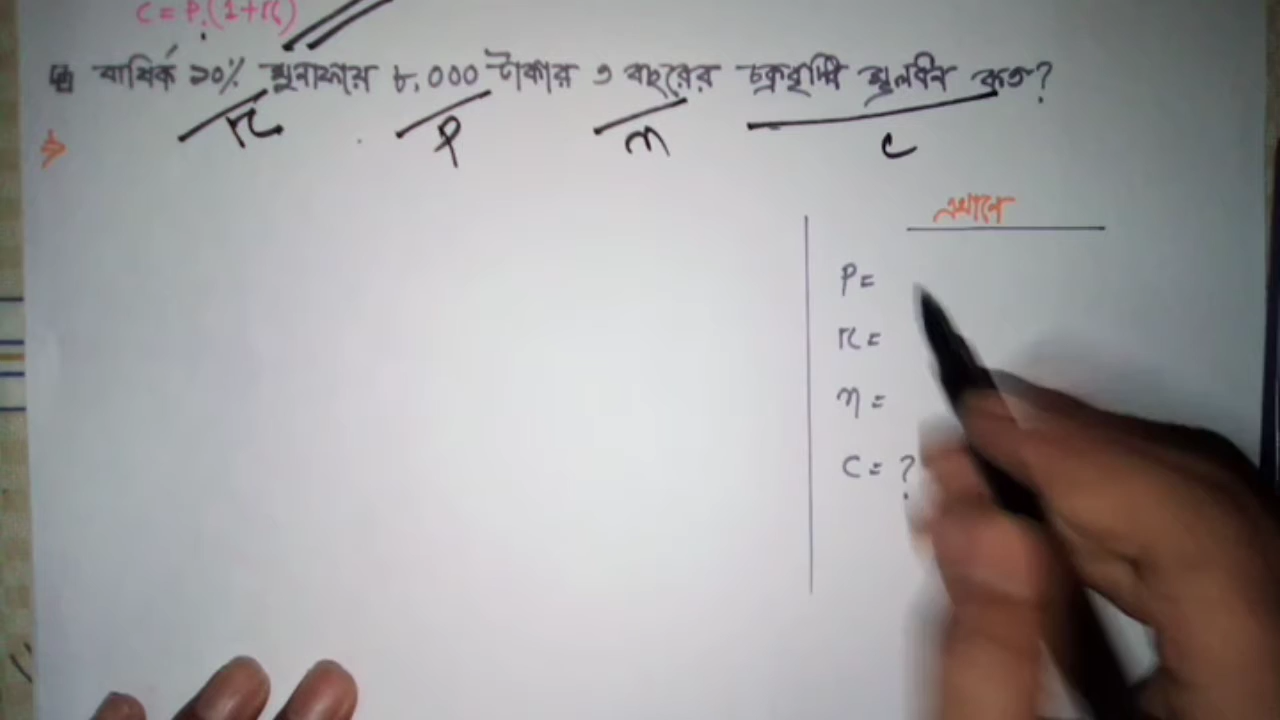 C = P.(1+r)
বার্ষিক ১০% মুনাফায় ৮,০০০ টাকার ৩ বছরের চক্রবৃদ্ধি মূলধন কত?
r P n C
এখানে
P =
r =
n =
C = ?